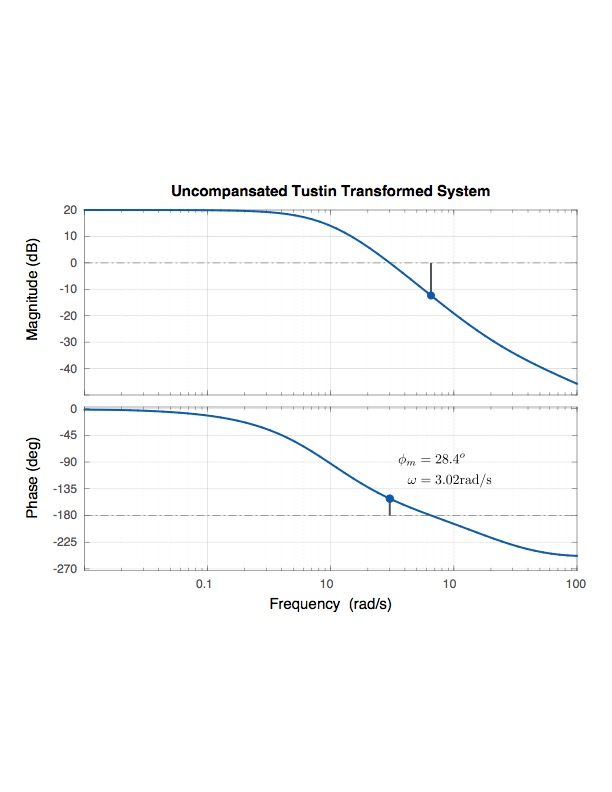 Uncompansated Tustin Transformed System
20
10
0
-10
-20
-30
-40
Magnitude (dB)
0
-45
-90
-135
-180
-225
-270
Phase (deg)
ϕₘ = 28.4ᵒ
ω = 3.02rad/s
0.1 10 10 100
Frequency (rad/s)